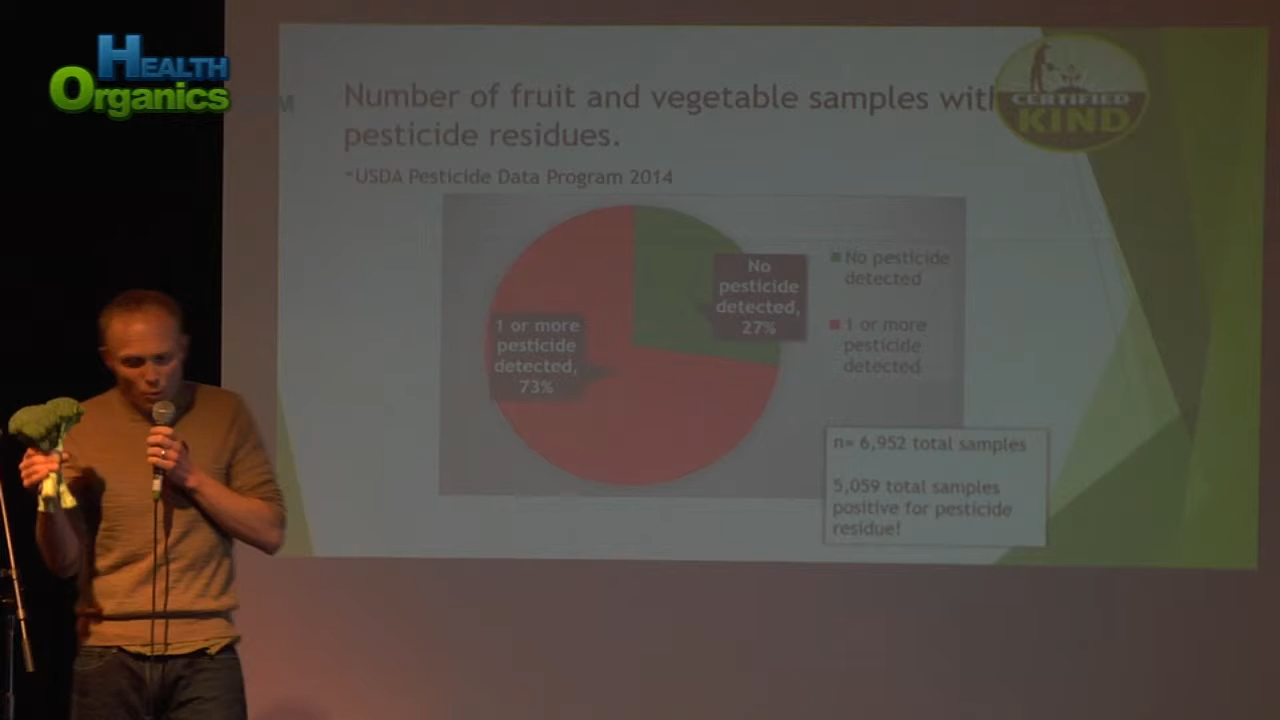 HEALTH
Organics
M
Number of fruit and vegetable samples with
pesticide residues.
*USDA Pesticide Data Program 2014
CERTIFIED
KIND
No
pesticide
detected,
27%
1 or more
pesticide
detected,
73%
No pesticide
detected
1 or more
pesticide
detected
n= 6,952 total samples
5,059 total samples
positive for pesticide
residue!